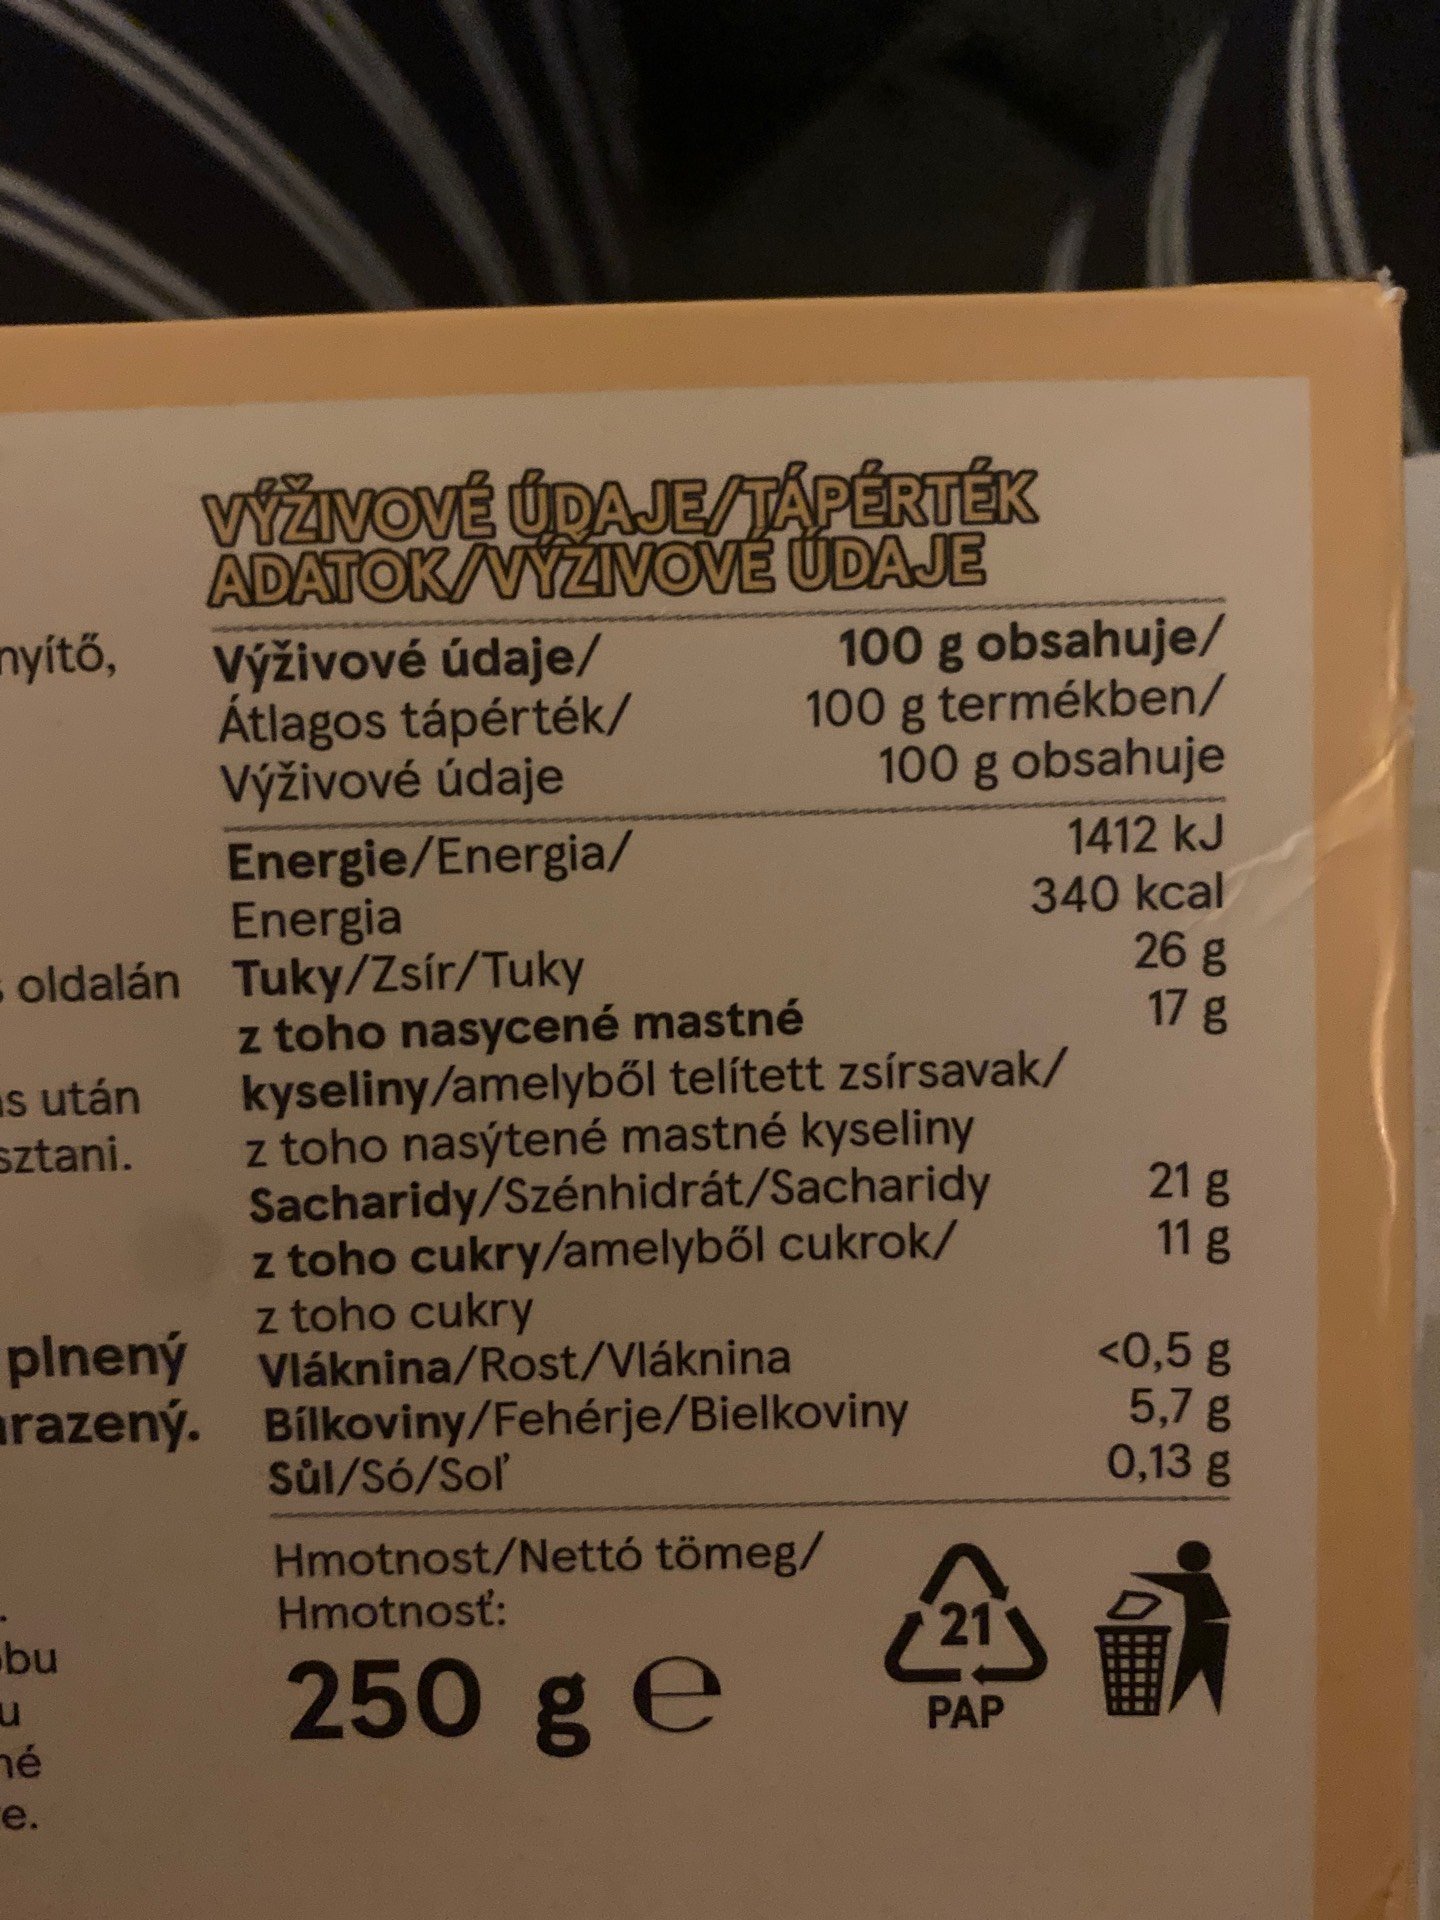 VÝŽIVOVÉ ÚDAJE/TÁPÉRTÉK
ADATOK/VÝŽIVOVÉ ÚDAJE
Výživové údaje/ 100 g obsahuje/
Átlagos tápérték/ 100 g termékben/
Výživové údaje 100 g obsahuje
Energie/Energia/ 1412 kJ
Energia 340 kcal
Tuky/Zsír/Tuky 26 g
z toho nasycené mastné 17 g
kyseliny/amelyből telített zsírsavak/
z toho nasýtené mastné kyseliny
Sacharidy/Szénhidrát/Sacharidy 21 g
z toho cukry/amelyből cukrok/ 11 g
z toho cukry
Vláknina/Rost/Vláknina <0,5 g
Bílkoviny/Fehérje/Bielkoviny 5,7 g
Sůl/Só/Soľ 0,13 g
Hmotnost/Nettó tömeg/
Hmotnosť:
250 g e
21
PAP
nyítő,
oldalán
s után
sztani.
plnený
razený.
bu
u
né
e.